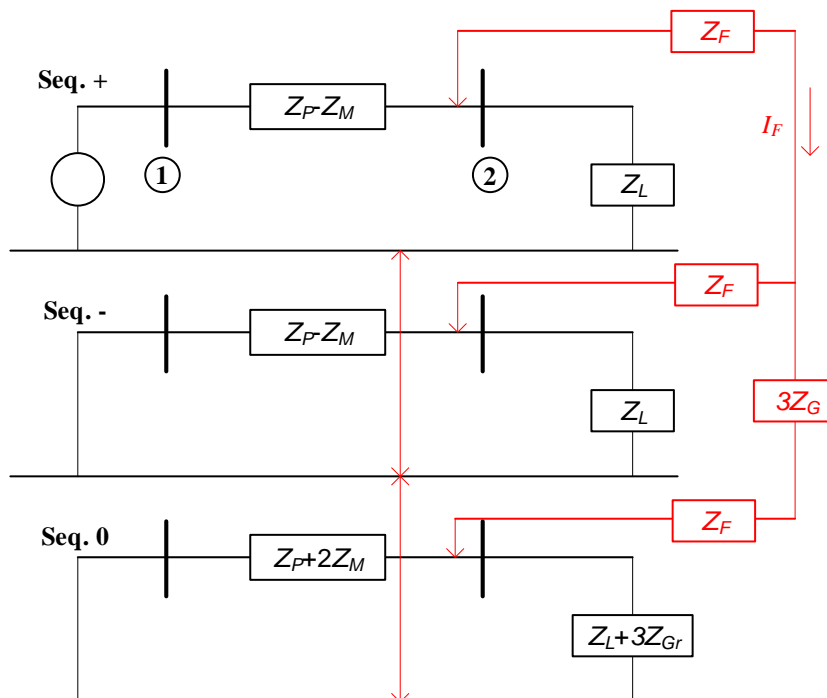 Z_F
Seq. +
Z_P-Z_M
I_F
1
2
Z_L
Z_F
Seq. -
Z_P-Z_M
Z_L
3Z_G
Z_F
Seq. 0
Z_P+2Z_M
Z_L+3Z_Gr